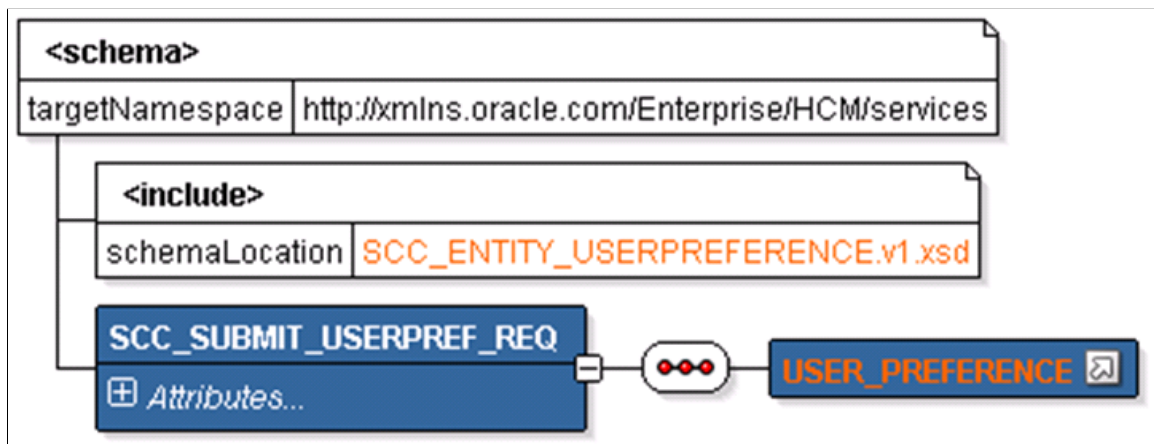 <schema>
targetNamespace http://xmlns.oracle.com/Enterprise/HCM/services
<include>
schemaLocation SCC_ENTITY_USERPREFERENCE.v1.xsd
SCC_SUBMIT_USERPREF_REQ
Attributes...
USER_PREFERENCE